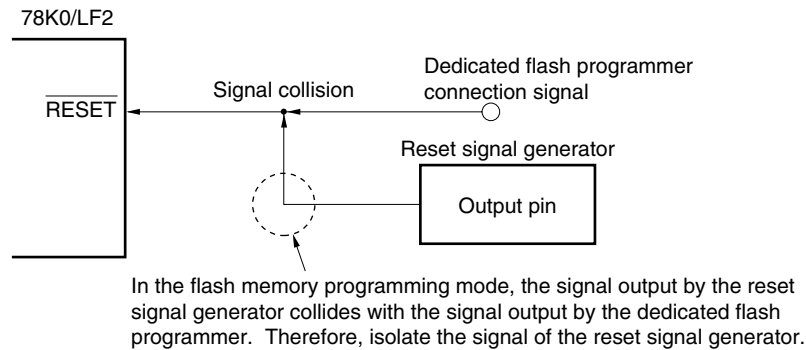 78K0/LF2
RESET
Signal collision
Dedicated flash programmer
connection signal
Reset signal generator
Output pin
In the flash memory programming mode, the signal output by the reset
signal generator collides with the signal output by the dedicated flash
programmer.  Therefore, isolate the signal of the reset signal generator.